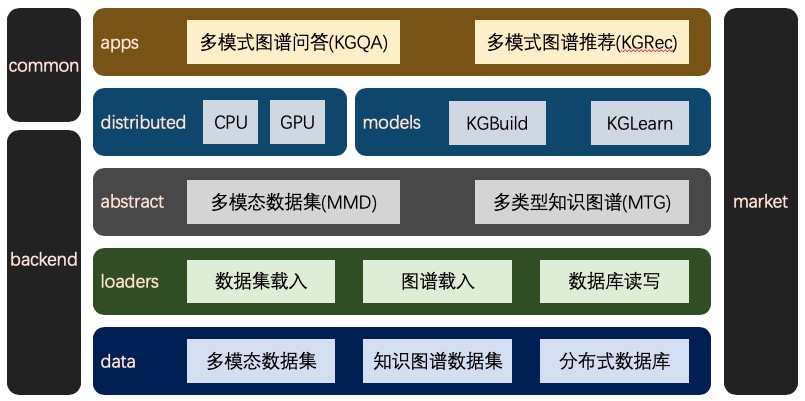 common
backend
apps
多模式图谱问答(KGQA)
多模式图谱推荐(KGRec)
distributed
CPU
GPU
models
KGBuild
KGLearn
abstract
多模态数据集(MMD)
多类型知识图谱(MTG)
loaders
数据集载入
图谱载入
数据库读写
data
多模态数据集
知识图谱数据集
分布式数据库
market